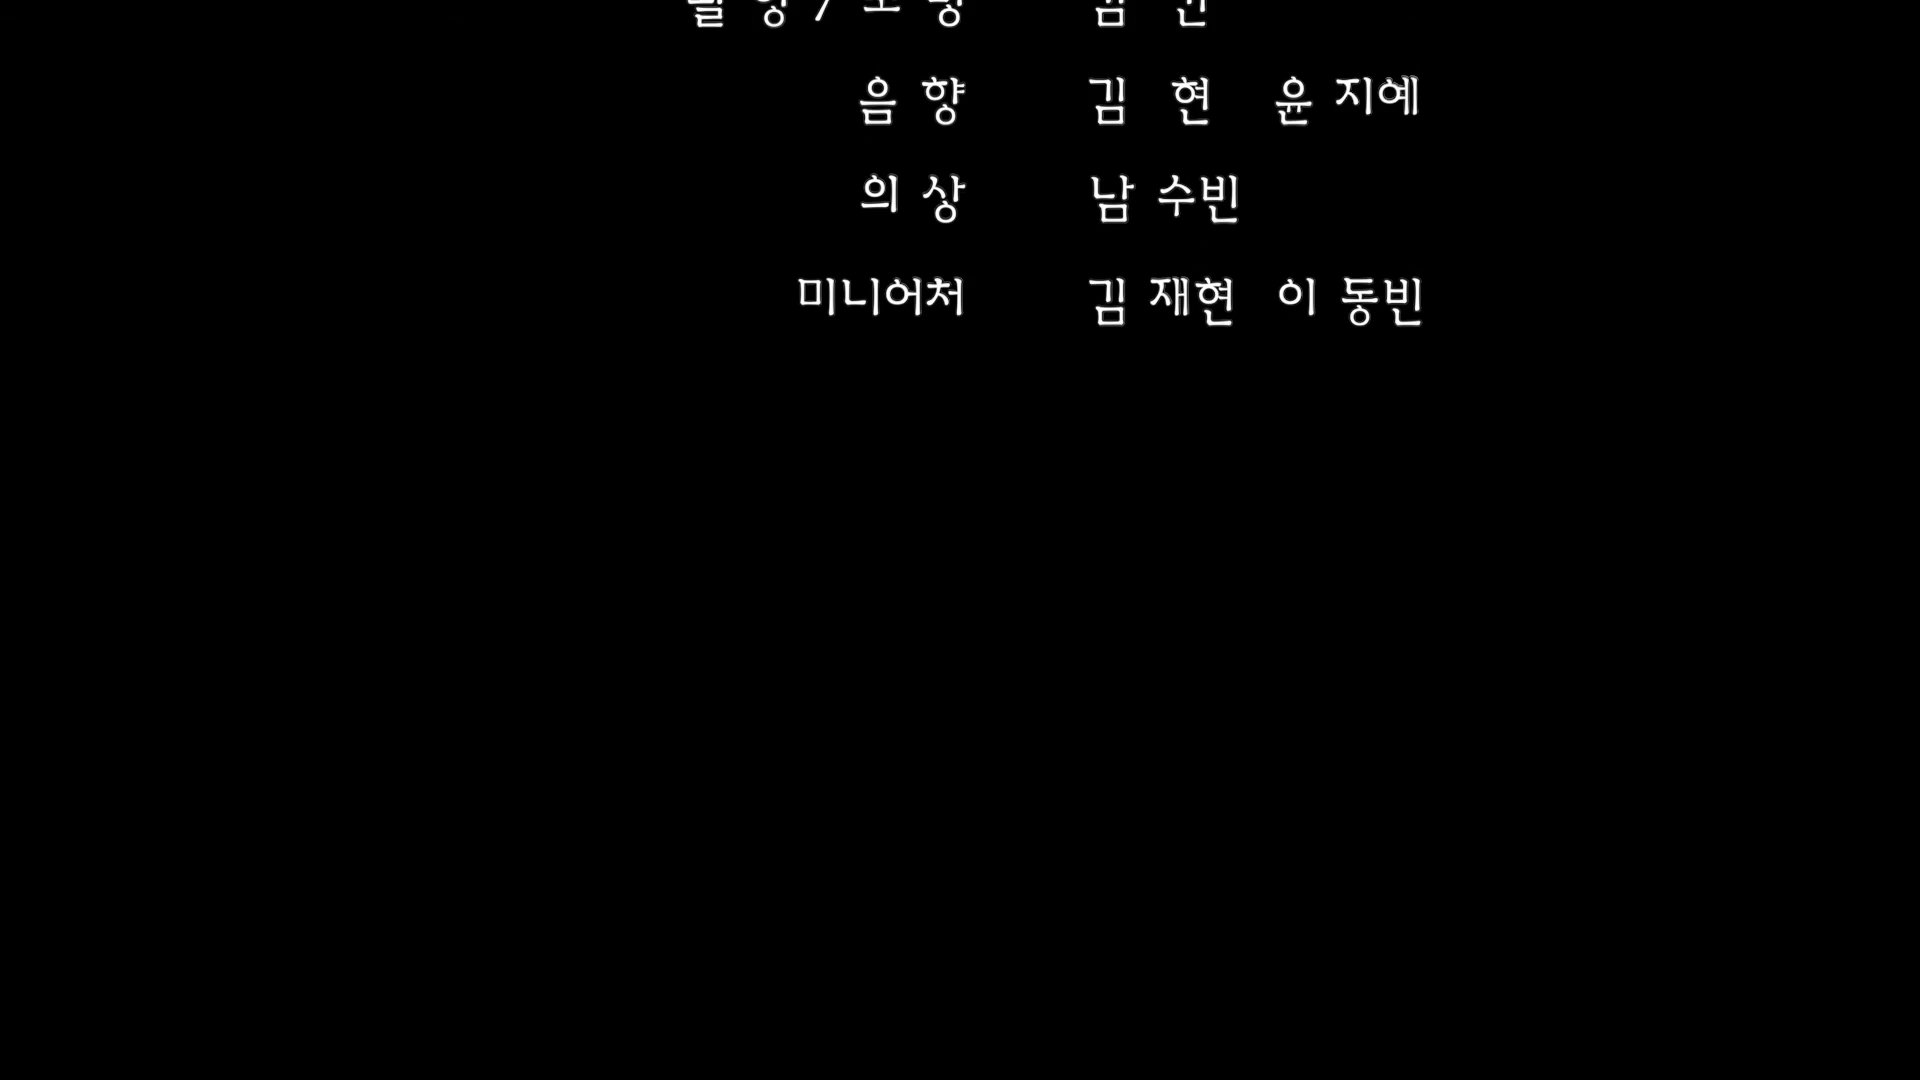 음 향 김 현 윤 지예
의 상 남 수빈
미니어처 김 재현 이 동빈